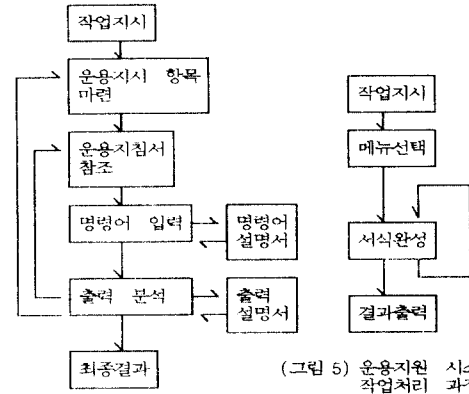 작업지시
운용지시 항목
마련
운용지침서
참조
명령어 입력
명령어
설명서
출력 분석
출력
설명서
최종결과
작업지시
메뉴선택
서식완성
결과출력
(그림 5) 운용지원
작업처리